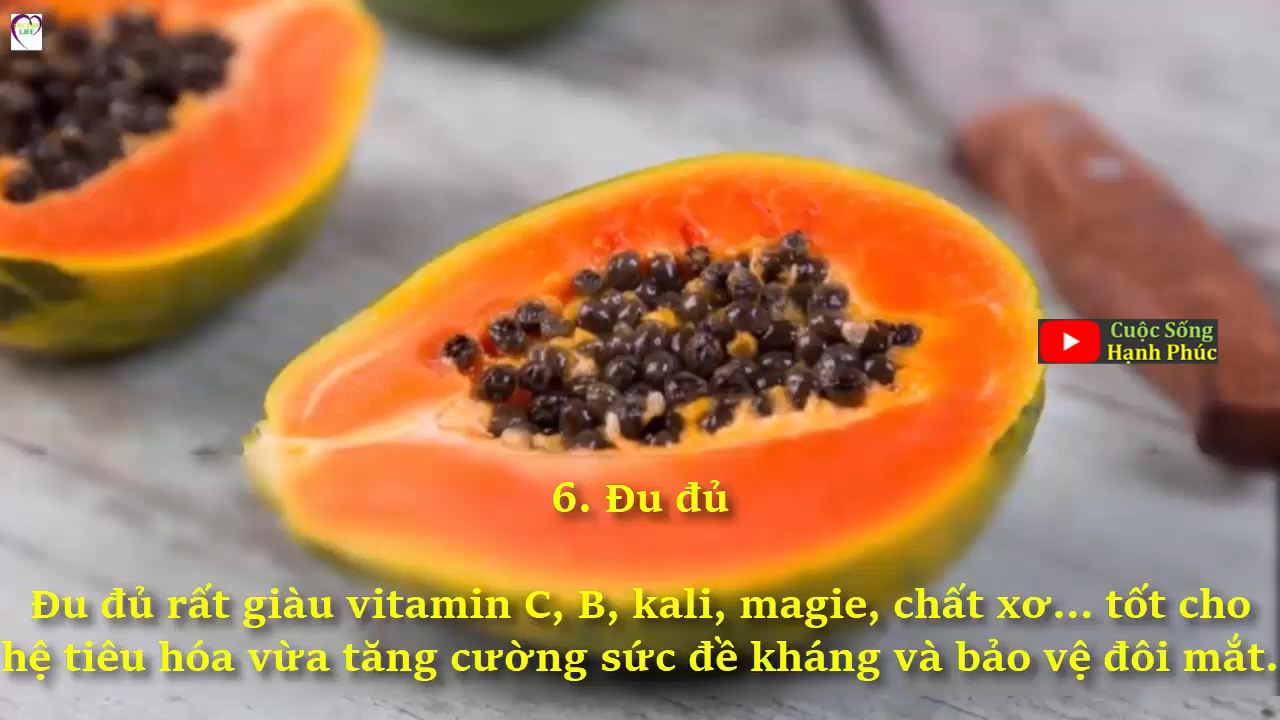 LIFE
Cuộc Sống
Hạnh Phúc
6. Đu đủ
Đu đủ rất giàu vitamin C, B, kali, magie, chất xơ... tốt cho
hệ tiêu hóa vừa tăng cường sức đề kháng và bảo vệ đôi mắt.